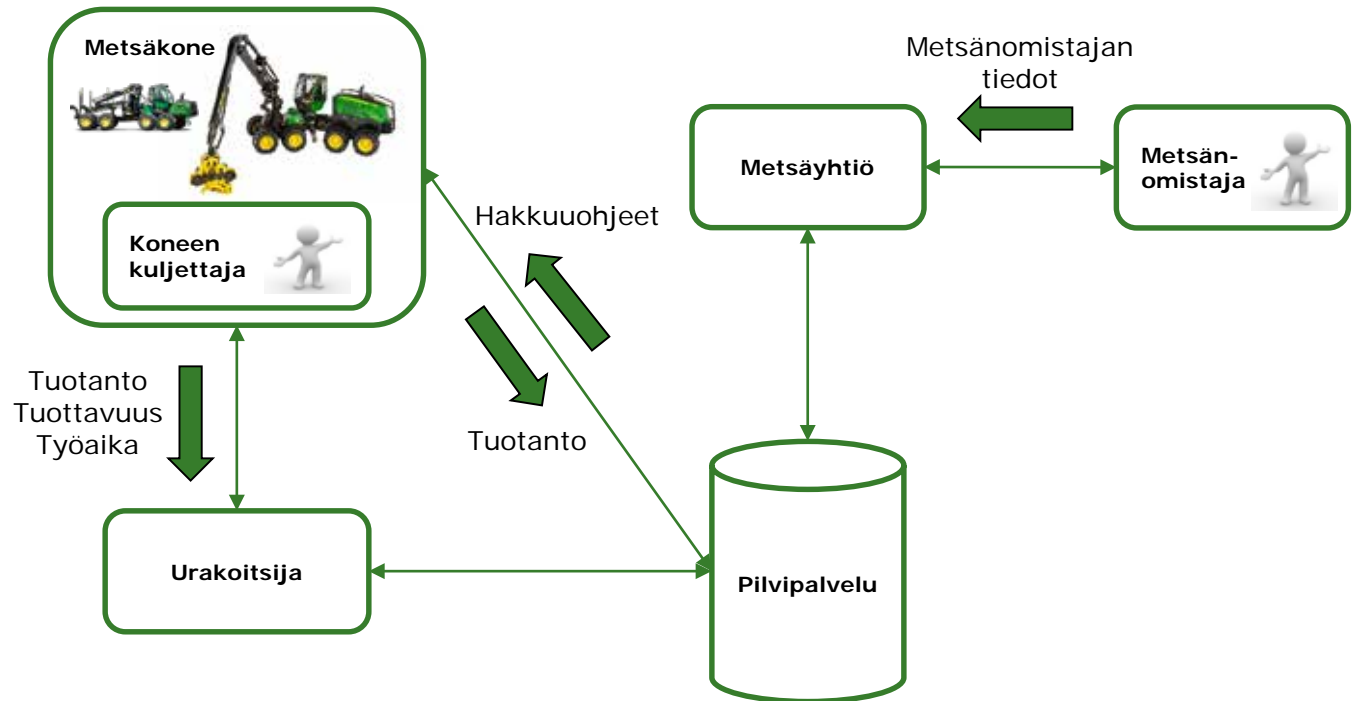 Metsäkone
Koneen
kuljettaja
Metsänomistajan
tiedot
Metsäyhtiö
Metsän-
omistaja
Hakkuuohjeet
Tuotanto
Tuotanto
Tuottavuus
Työaika
Urakoitsija
Pilvipalvelu